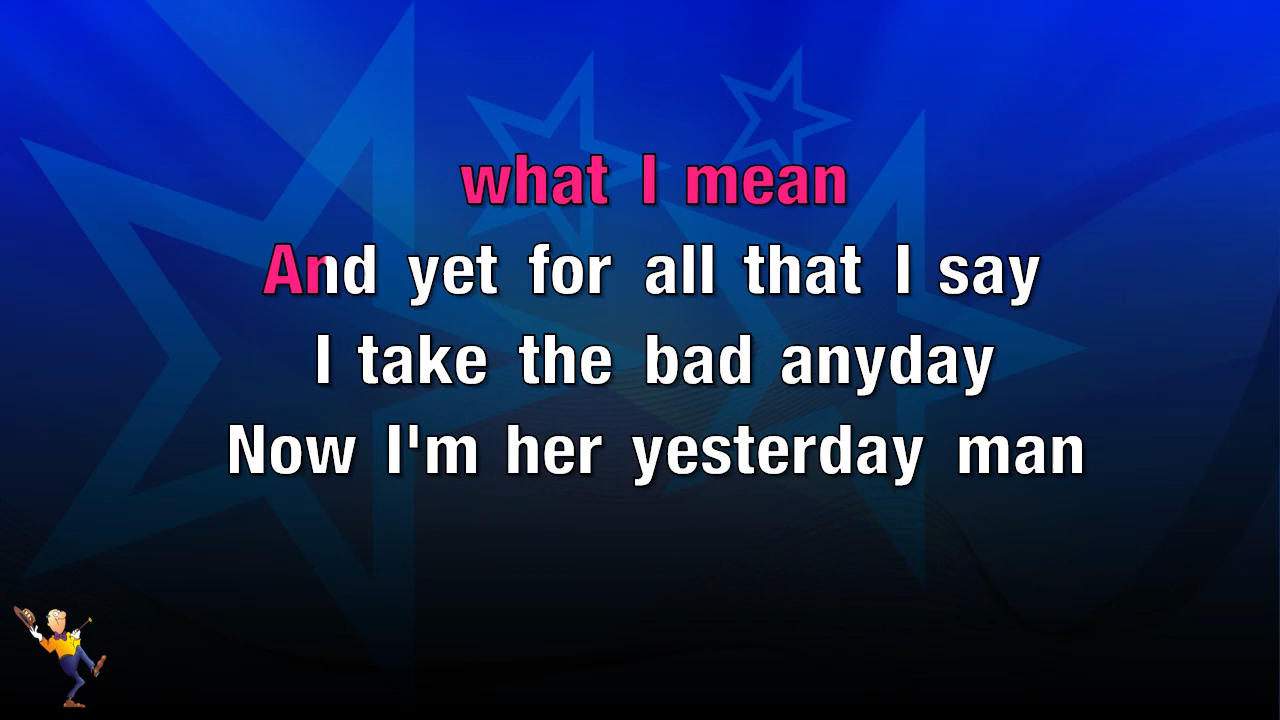 what I mean
And yet for all that I say
I take the bad anyday
Now I'm her yesterday man